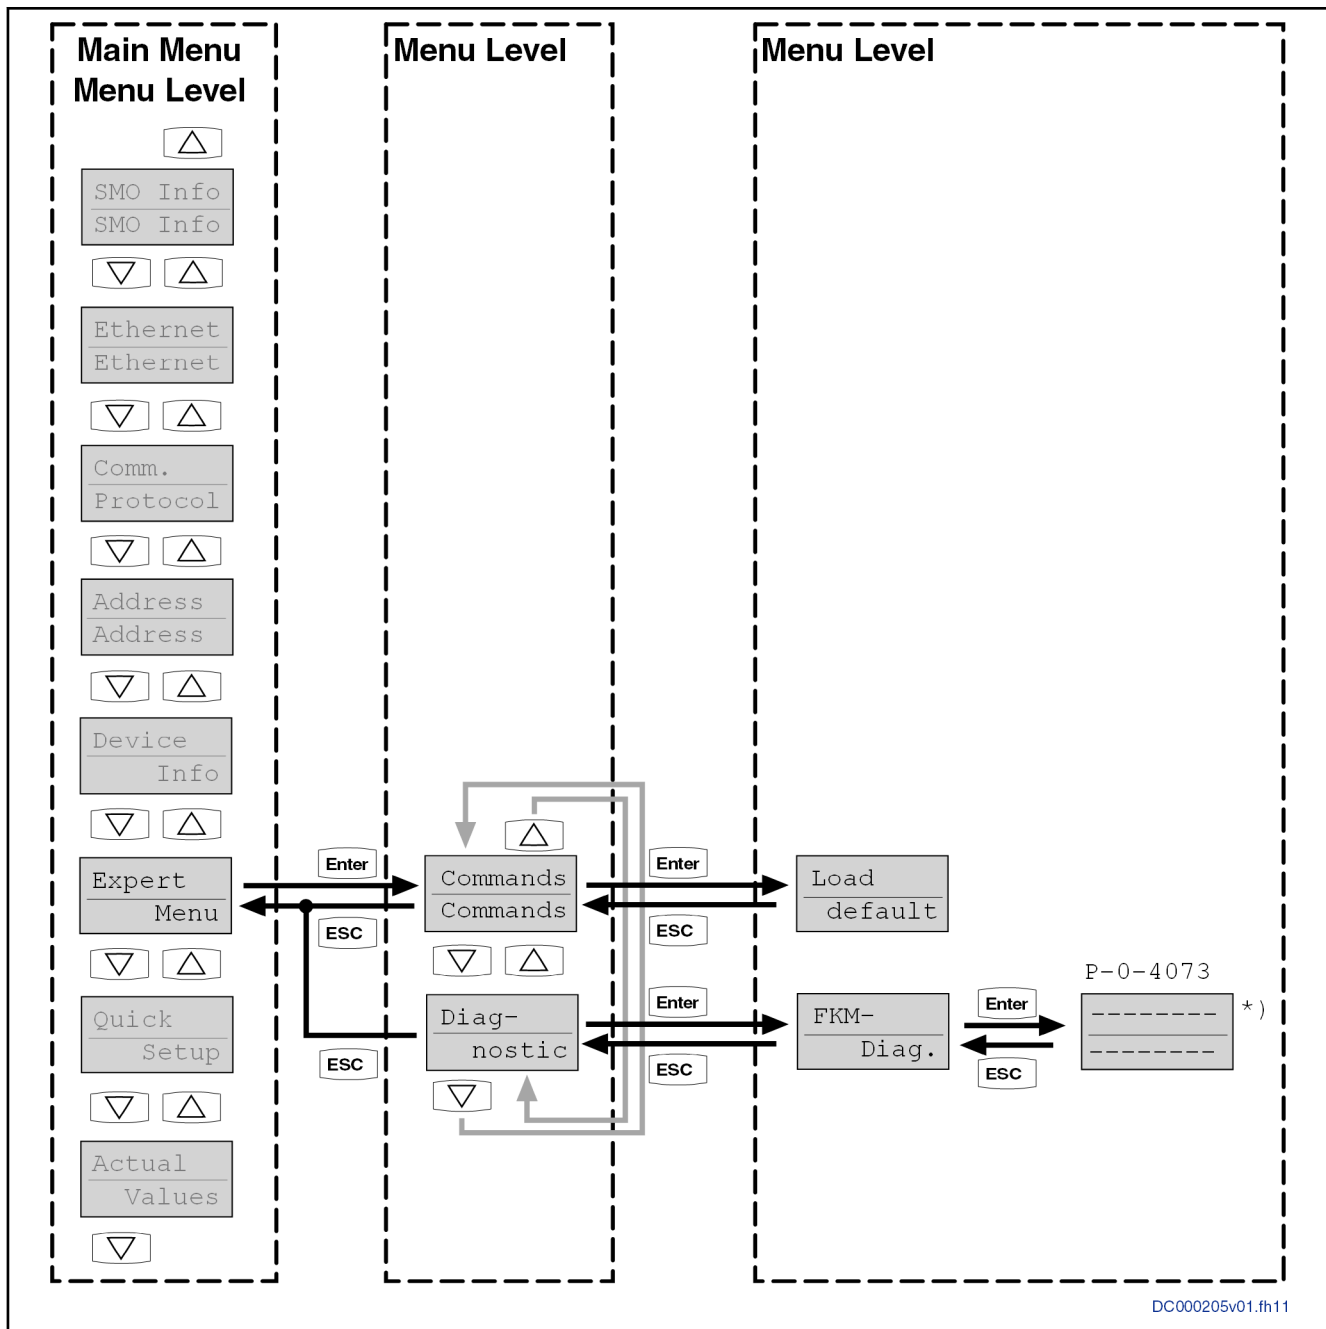 Main Menu
Menu Level
Menu Level
Menu Level
SMO Info
SMO Info
Ethernet
Ethernet
Comm.
Protocol
Address
Address
Device
Info
Expert
Menu
Enter
ESC
Commands
Commands
Enter
ESC
Load
default
Quick
Setup
ESC
Diag-
nostic
Enter
ESC
FKM-
Diag.
Enter
ESC
P-0-4073
--------
--------
*)
Actual
Values
DC000205v01.fh11